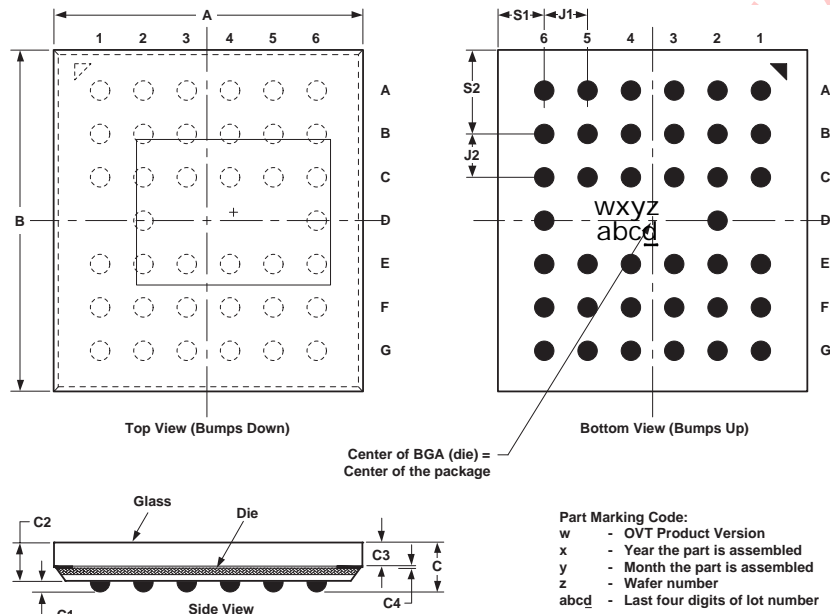 A
S1
J1
1 2 3 4 5 6
6 5 4 3 2 1
A
S2
A
B
B
J2
C
C
B
D
wxyz
D
abcd
E
E
F
F
G
G
Top View (Bumps Down)
Bottom View (Bumps Up)
Center of BGA (die) =
Center of the package
Glass
Die
C2
C3
C
C4
C1
Side View
Part Marking Code:
w - OVT Product Version
x - Year the part is assembled
y - Month the part is assembled
z - Wafer number
abcd - Last four digits of lot number